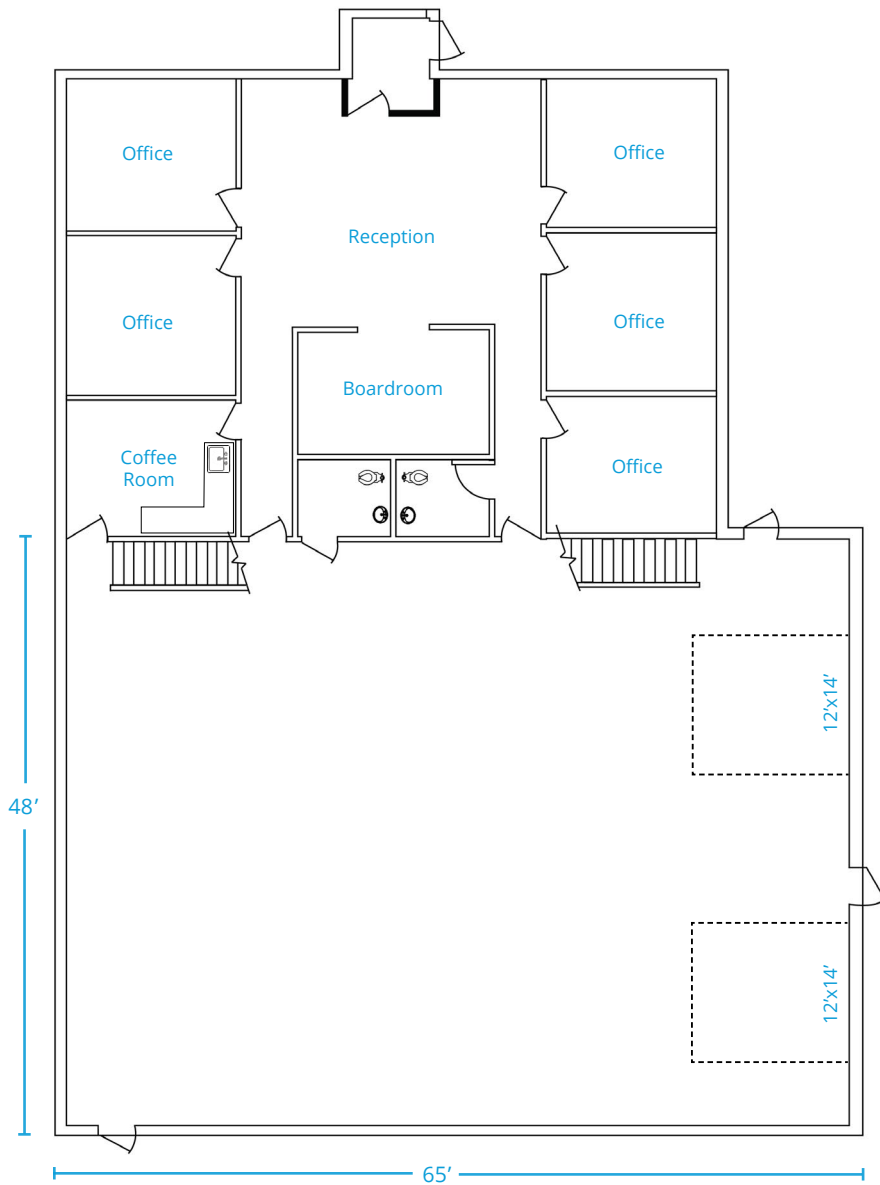 Office
Office
Reception
Office
Office
Boardroom
Coffee
Room
Office
12'x14'
48'
12'x14'
65'